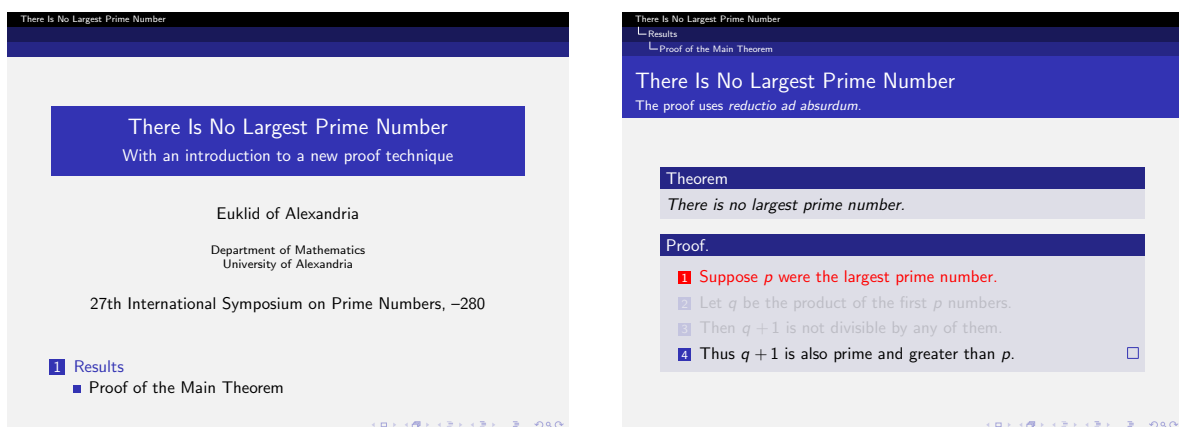 There Is No Largest Prime Number
There Is No Largest Prime Number
With an introduction to a new proof technique
Euklid of Alexandria
Department of Mathematics
University of Alexandria
27th International Symposium on Prime Numbers, –280
1 Results
Proof of the Main Theorem
There Is No Largest Prime Number
Results
Proof of the Main Theorem
There Is No Largest Prime Number
The proof uses reductio ad absurdum.
Theorem
There is no largest prime number.
Proof.
1 Suppose p were the largest prime number.
2 Let q be the product of the first p numbers.
3 Then q + 1 is not divisible by any of them.
4 Thus q + 1 is also prime and greater than p.